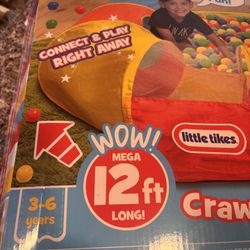 CONNECT & PLAY
RIGHT AWAY
WOW!
MEGA
12ft
LONG!
little tikes
3-6
years
Craw